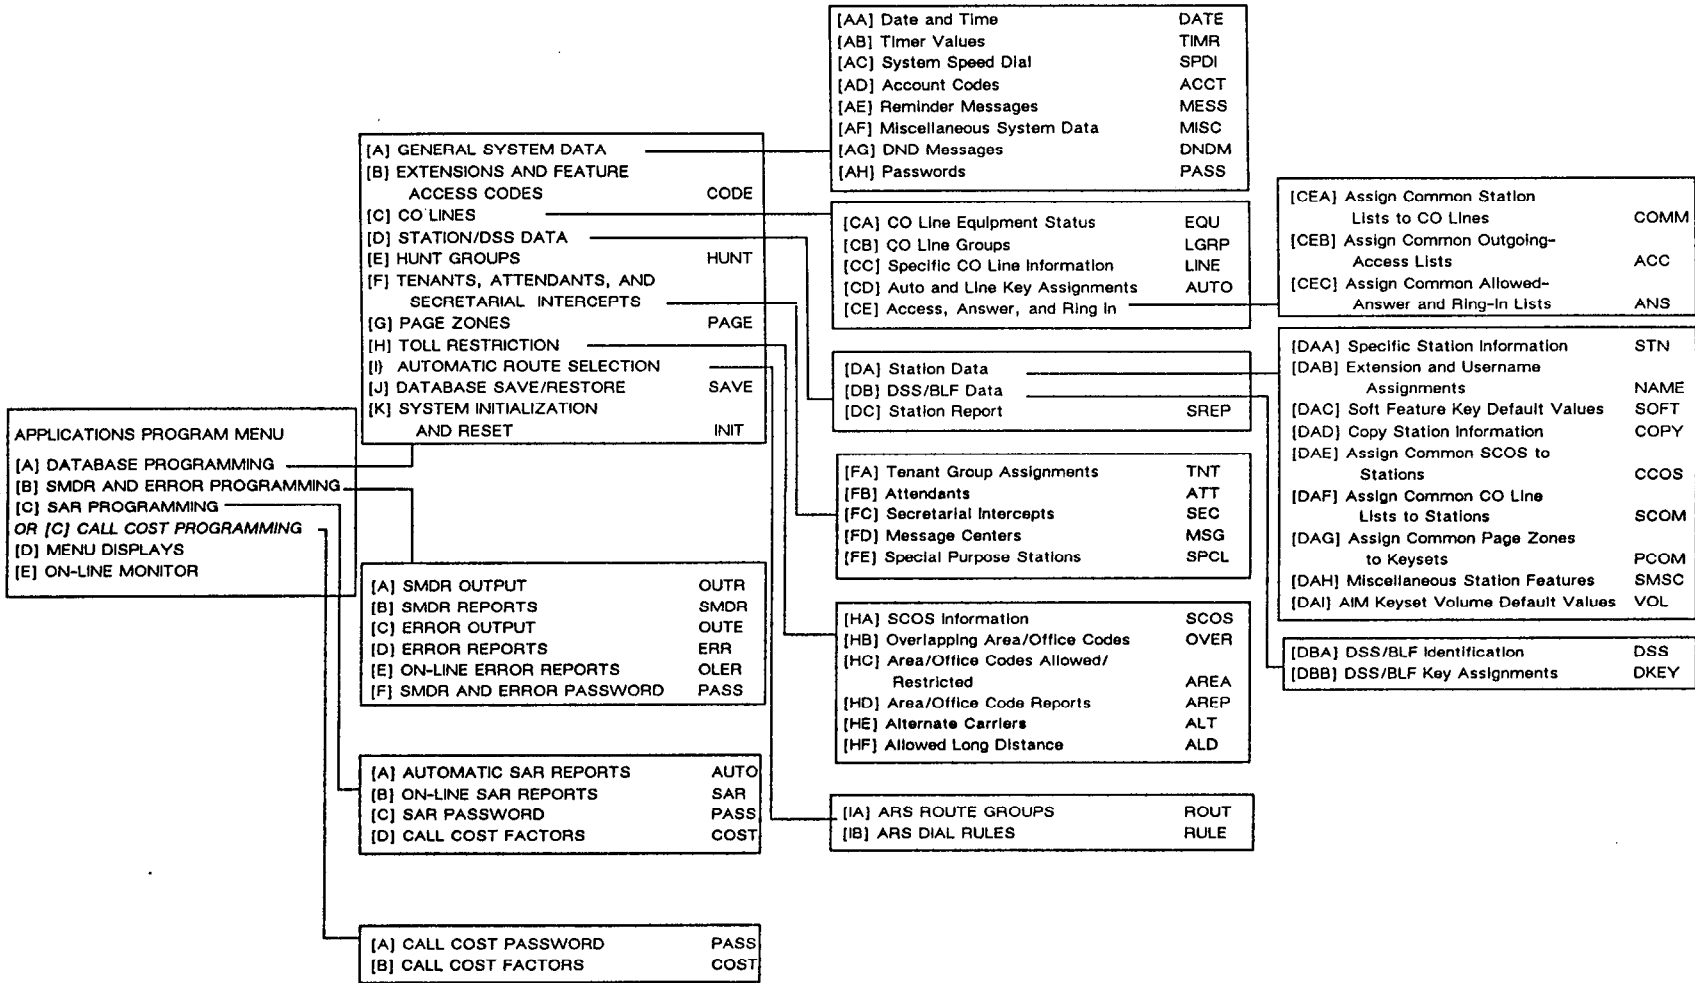 APPLICATIONS PROGRAM MENU
[A] DATABASE PROGRAMMING
[B] SMDR AND ERROR PROGRAMMING
[C] SAR PROGRAMMING
OR [C] CALL COST PROGRAMMING
[D] MENU DISPLAYS
[E] ON-LINE MONITOR
[A] GENERAL SYSTEM DATA
[B] EXTENSIONS AND FEATURE
ACCESS CODES CODE
[C] CO LINES
[D] STATION/DSS DATA
[E] HUNT GROUPS HUNT
[F] TENANTS, ATTENDANTS, AND
SECRETARIAL INTERCEPTS
[G] PAGE ZONES PAGE
[H] TOLL RESTRICTION
[I] AUTOMATIC ROUTE SELECTION
[J] DATABASE SAVE/RESTORE SAVE
[K] SYSTEM INITIALIZATION
AND RESET INIT
[A] SMDR OUTPUT OUTR
[B] SMDR REPORTS SMDR
[C] ERROR OUTPUT OUTE
[D] ERROR REPORTS ERR
[E] ON-LINE ERROR REPORTS OLER
[F] SMDR AND ERROR PASSWORD PASS
[A] AUTOMATIC SAR REPORTS AUTO
[B] ON-LINE SAR REPORTS SAR
[C] SAR PASSWORD PASS
[D] CALL COST FACTORS COST
[A] CALL COST PASSWORD PASS
[B] CALL COST FACTORS COST
[AA] Date and Time DATE
[AB] Timer Values TIMR
[AC] System Speed Dial SPDI
[AD] Account Codes ACCT
[AE] Reminder Messages MESS
[AF] Miscellaneous System Data MISC
[AG] DND Messages DNDM
[AH] Passwords PASS
[CA] CO Line Equipment Status EQU
[CB] CO Line Groups LGRP
[CC] Specific CO Line Information LINE
[CD] Auto and Line Key Assignments AUTO
[CE] Access, Answer, and Ring In
[DA] Station Data
[DB] DSS/BLF Data
[DC] Station Report SREP
[FA] Tenant Group Assignments TNT
[FB] Attendants ATT
[FC] Secretarial Intercepts SEC
[FD] Message Centers MSG
[FE] Special Purpose Stations SPCL
[HA] SCOS Information SCOS
[HB] Overlapping Area/Office Codes OVER
[HC] Area/Office Codes Allowed/
Restricted AREA
[HD] Area/Office Code Reports AREP
[HE] Alternate Carriers ALT
[HF] Allowed Long Distance ALD
[IA] ARS ROUTE GROUPS ROUT
[IB] ARS DIAL RULES RULE
[CEA] Assign Common Station
Lists to CO Lines COMM
[CEB] Assign Common Outgoing-
Access Lists ACC
[CEC] Assign Common Allowed-
Answer and Ring-In Lists ANS
[DAA] Specific Station Information STN
[DAB] Extension and Username
Assignments NAME
[DAC] Soft Feature Key Default Values SOFT
[DAD] Copy Station Information COPY
[DAE] Assign Common SCOS to
Stations CCOS
[DAF] Assign Common CO Line
Lists to Stations SCOM
[DAG] Assign Common Page Zones
to Keysets PCOM
[DAH] Miscellaneous Station Features SMSC
[DAI] AIM Keyset Volume Default Values VOL
[DBA] DSS/BLF Identification DSS
[DBB] DSS/BLF Key Assignments DKEY